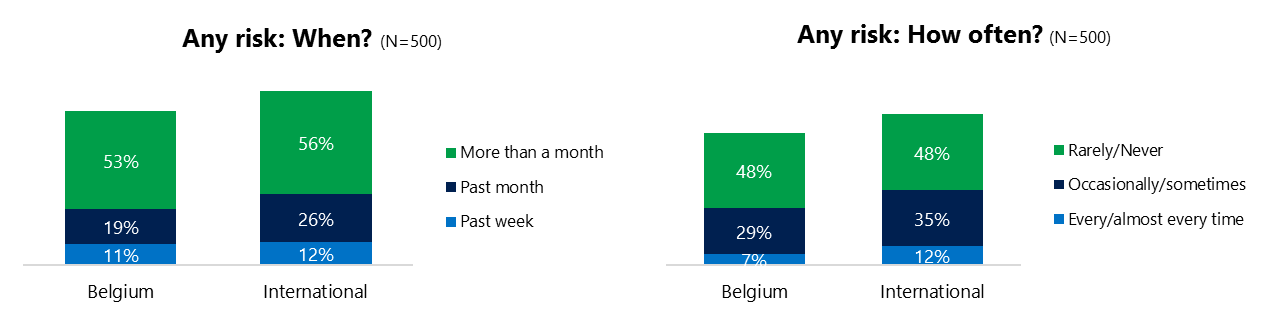 Any risk: When? (N=500)
53%
56%
19%
26%
11%
12%
More than a month
Past month
Past week
Belgium
International
Any risk: How often? (N=500)
48%
48%
29%
35%
7%
12%
Rarely/Never
Occasionally/sometimes
Every/almost every time
Belgium
International